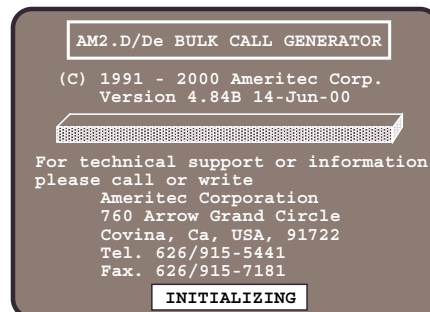 AM2.D/De BULK CALL GENERATOR
(C) 1991 - 2000 Ameritec Corp.
Version 4.84B 14-Jun-00
For technical support or information
please call or write
Ameritec Corporation
760 Arrow Grand Circle
Covina, Ca, USA, 91722
Tel. 626/915-5441
Fax. 626/915-7181
INITIALIZING